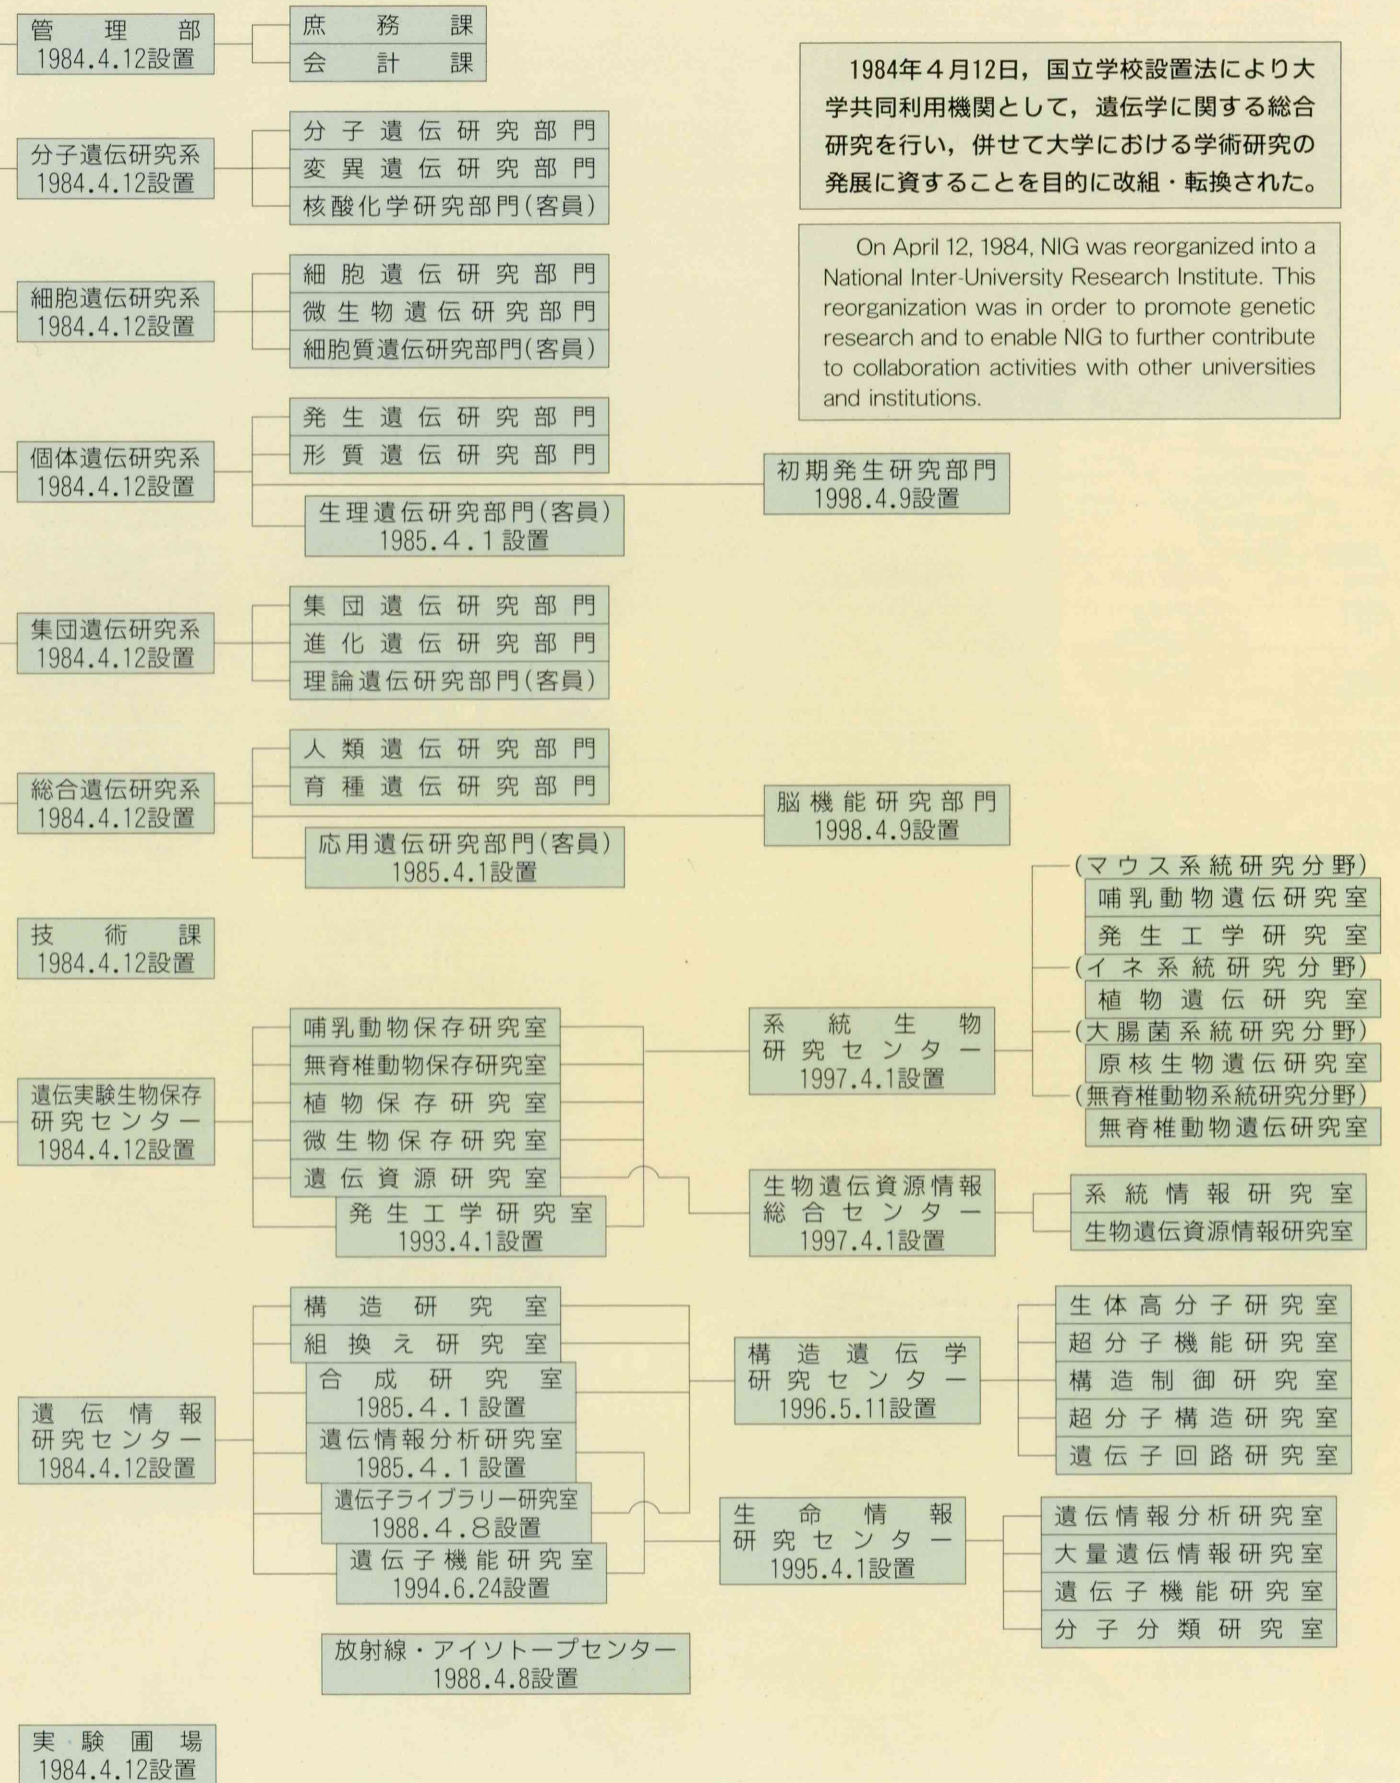 管理部
1984.4.12設置
庶務課
会計課
1984年4月12日，国立学校設置法により大
学共同利用機関として，遺伝学に関する総合
研究を行い，併せて大学における学術研究の
発展に資することを目的に改組・転換された。
On April 12, 1984, NIG was reorganized into a
National Inter-University Research Institute. This
reorganization was in order to promote genetic
research and to enable NIG to further contribute
to collaboration activities with other universities
and institutions.
分子遺伝研究系
1984.4.12設置
分子遺伝研究部門
変異遺伝研究部門
核酸化学研究部門(客員)
細胞遺伝研究系
1984.4.12設置
細胞遺伝研究部門
微生物遺伝研究部門
細胞質遺伝研究部門(客員)
個体遺伝研究系
1984.4.12設置
発生遺伝研究部門
形質遺伝研究部門
生理遺伝研究部門(客員)
1985.4.1設置
初期発生研究部門
1998.4.9設置
集団遺伝研究系
1984.4.12設置
集団遺伝研究部門
進化遺伝研究部門
理論遺伝研究部門(客員)
総合遺伝研究系
1984.4.12設置
人類遺伝研究部門
育種遺伝研究部門
応用遺伝研究部門(客員)
1985.4.1設置
脳機能研究部門
1998.4.9設置
技術課
1984.4.12設置
遺伝実験生物保存
研究センター
1984.4.12設置
哺乳動物保存研究室
無脊椎動物保存研究室
植物保存研究室
微生物保存研究室
遺伝資源研究室
発生工学研究室
1993.4.1設置
系統生物
研究センター
1997.4.1設置
(マウス系統研究分野)
哺乳動物遺伝研究室
発生工学研究室
(イネ系統研究分野)
植物遺伝研究室
(大腸菌系統研究分野)
原核生物遺伝研究室
(無脊椎動物系統研究分野)
無脊椎動物遺伝研究室
生物遺伝資源情報
総合センター
1997.4.1設置
系統情報研究室
生物遺伝資源情報研究室
遺伝情報
研究センター
1984.4.12設置
構造研究室
組換え研究室
合成研究室
1985.4.1設置
遺伝情報分析研究室
1985.4.1設置
遺伝子ライブラリー研究室
1988.4.8設置
遺伝子機能研究室
1994.6.24設置
構造遺伝学
研究センター
1996.5.11設置
生体高分子研究室
超分子機能研究室
構造制御研究室
超分子構造研究室
遺伝子回路研究室
生命情報
研究センター
1995.4.1設置
遺伝情報分析研究室
大量遺伝情報研究室
遺伝子機能研究室
分子分類研究室
放射線・アイソトープセンター
1988.4.8設置
実験圃場
1984.4.12設置